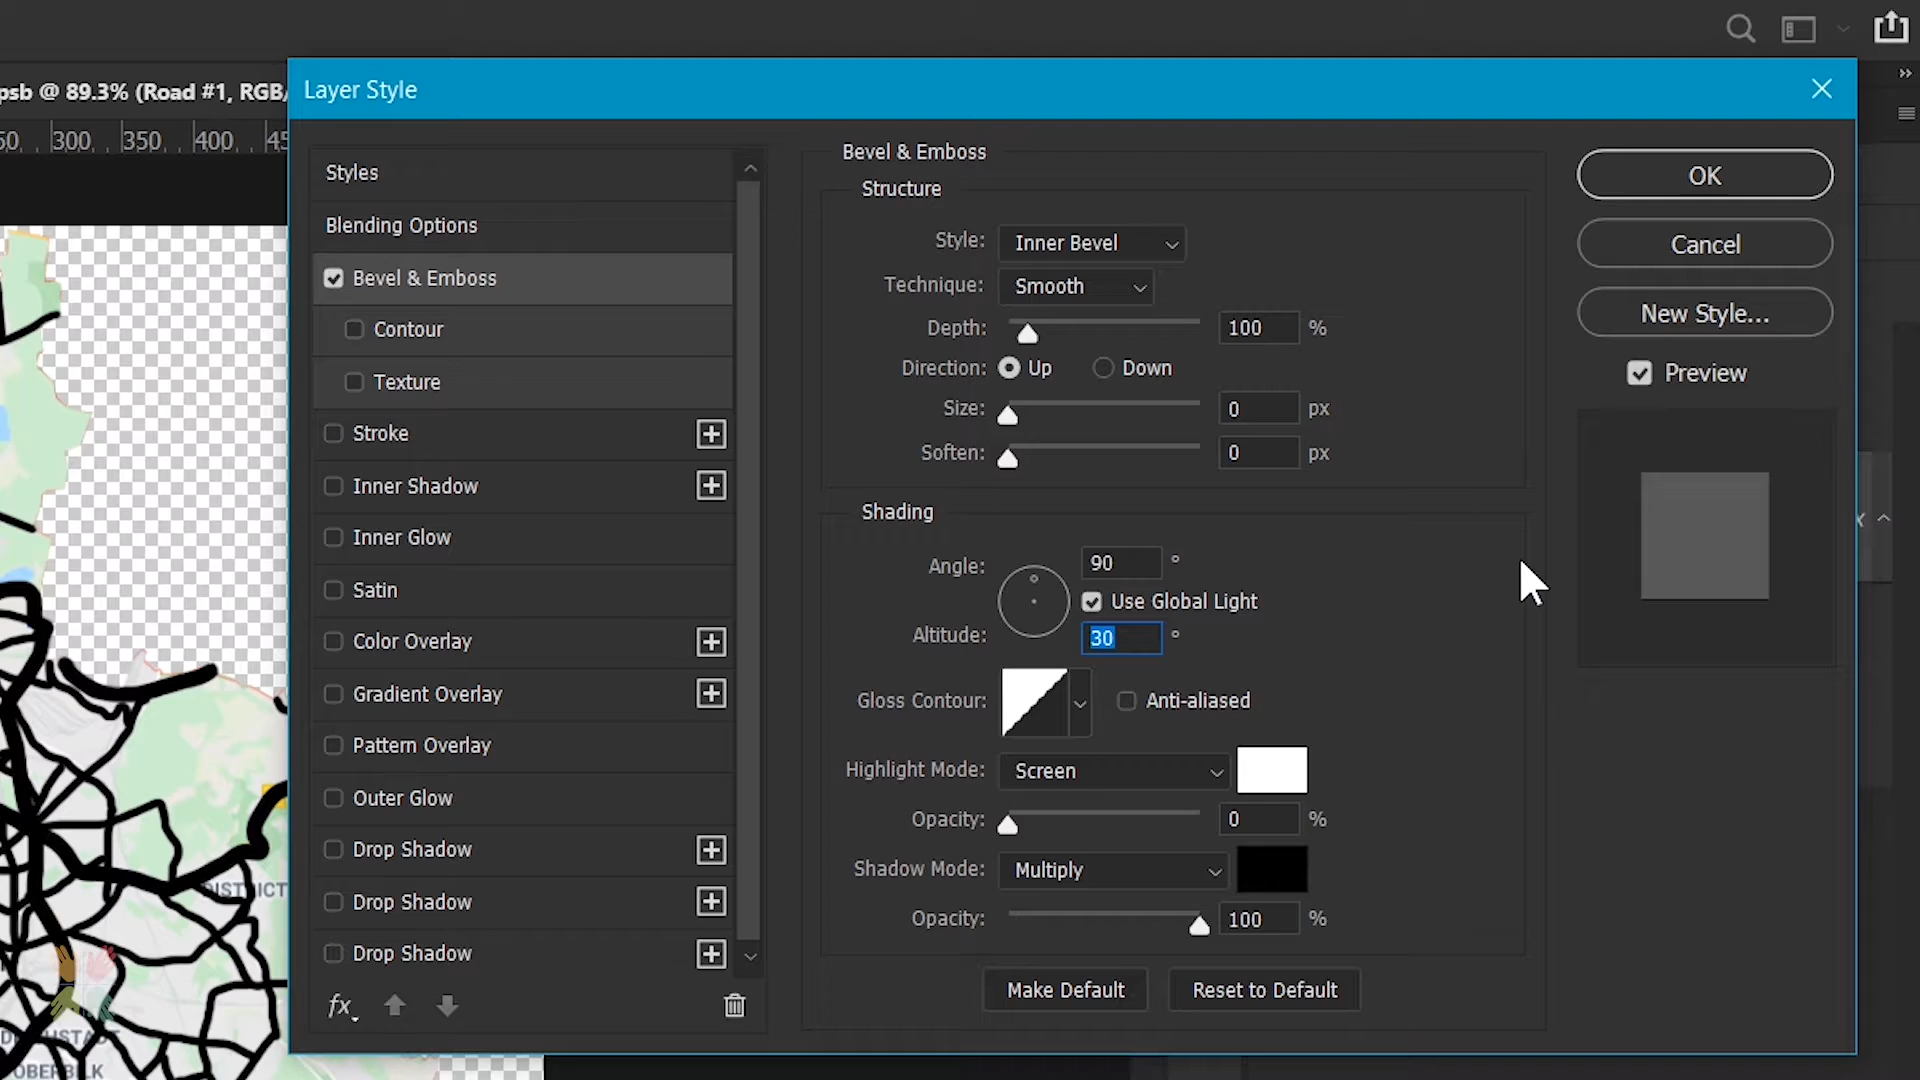 psb @ 89.3% (Road #1, RGB/
300 350 400 45
Layer Style
Styles
Blending Options
Bevel & Emboss
Contour
Texture
Stroke
Inner Shadow
Inner Glow
Satin
Color Overlay
Gradient Overlay
Pattern Overlay
Outer Glow
Drop Shadow
Drop Shadow
Drop Shadow
fx
Bevel & Emboss
Structure
Style: Inner Bevel
Technique: Smooth
Depth: 100 %
Direction: Up Down
Size: 0 px
Soften: 0 px
Shading
Angle: 90 °
Use Global Light
Altitude: 30 °
Gloss Contour: Anti-aliased
Highlight Mode: Screen
Opacity: 0 %
Shadow Mode: Multiply
Opacity: 100 %
Make Default Reset to Default
OK
Cancel
New Style...
Preview
DISTRICT